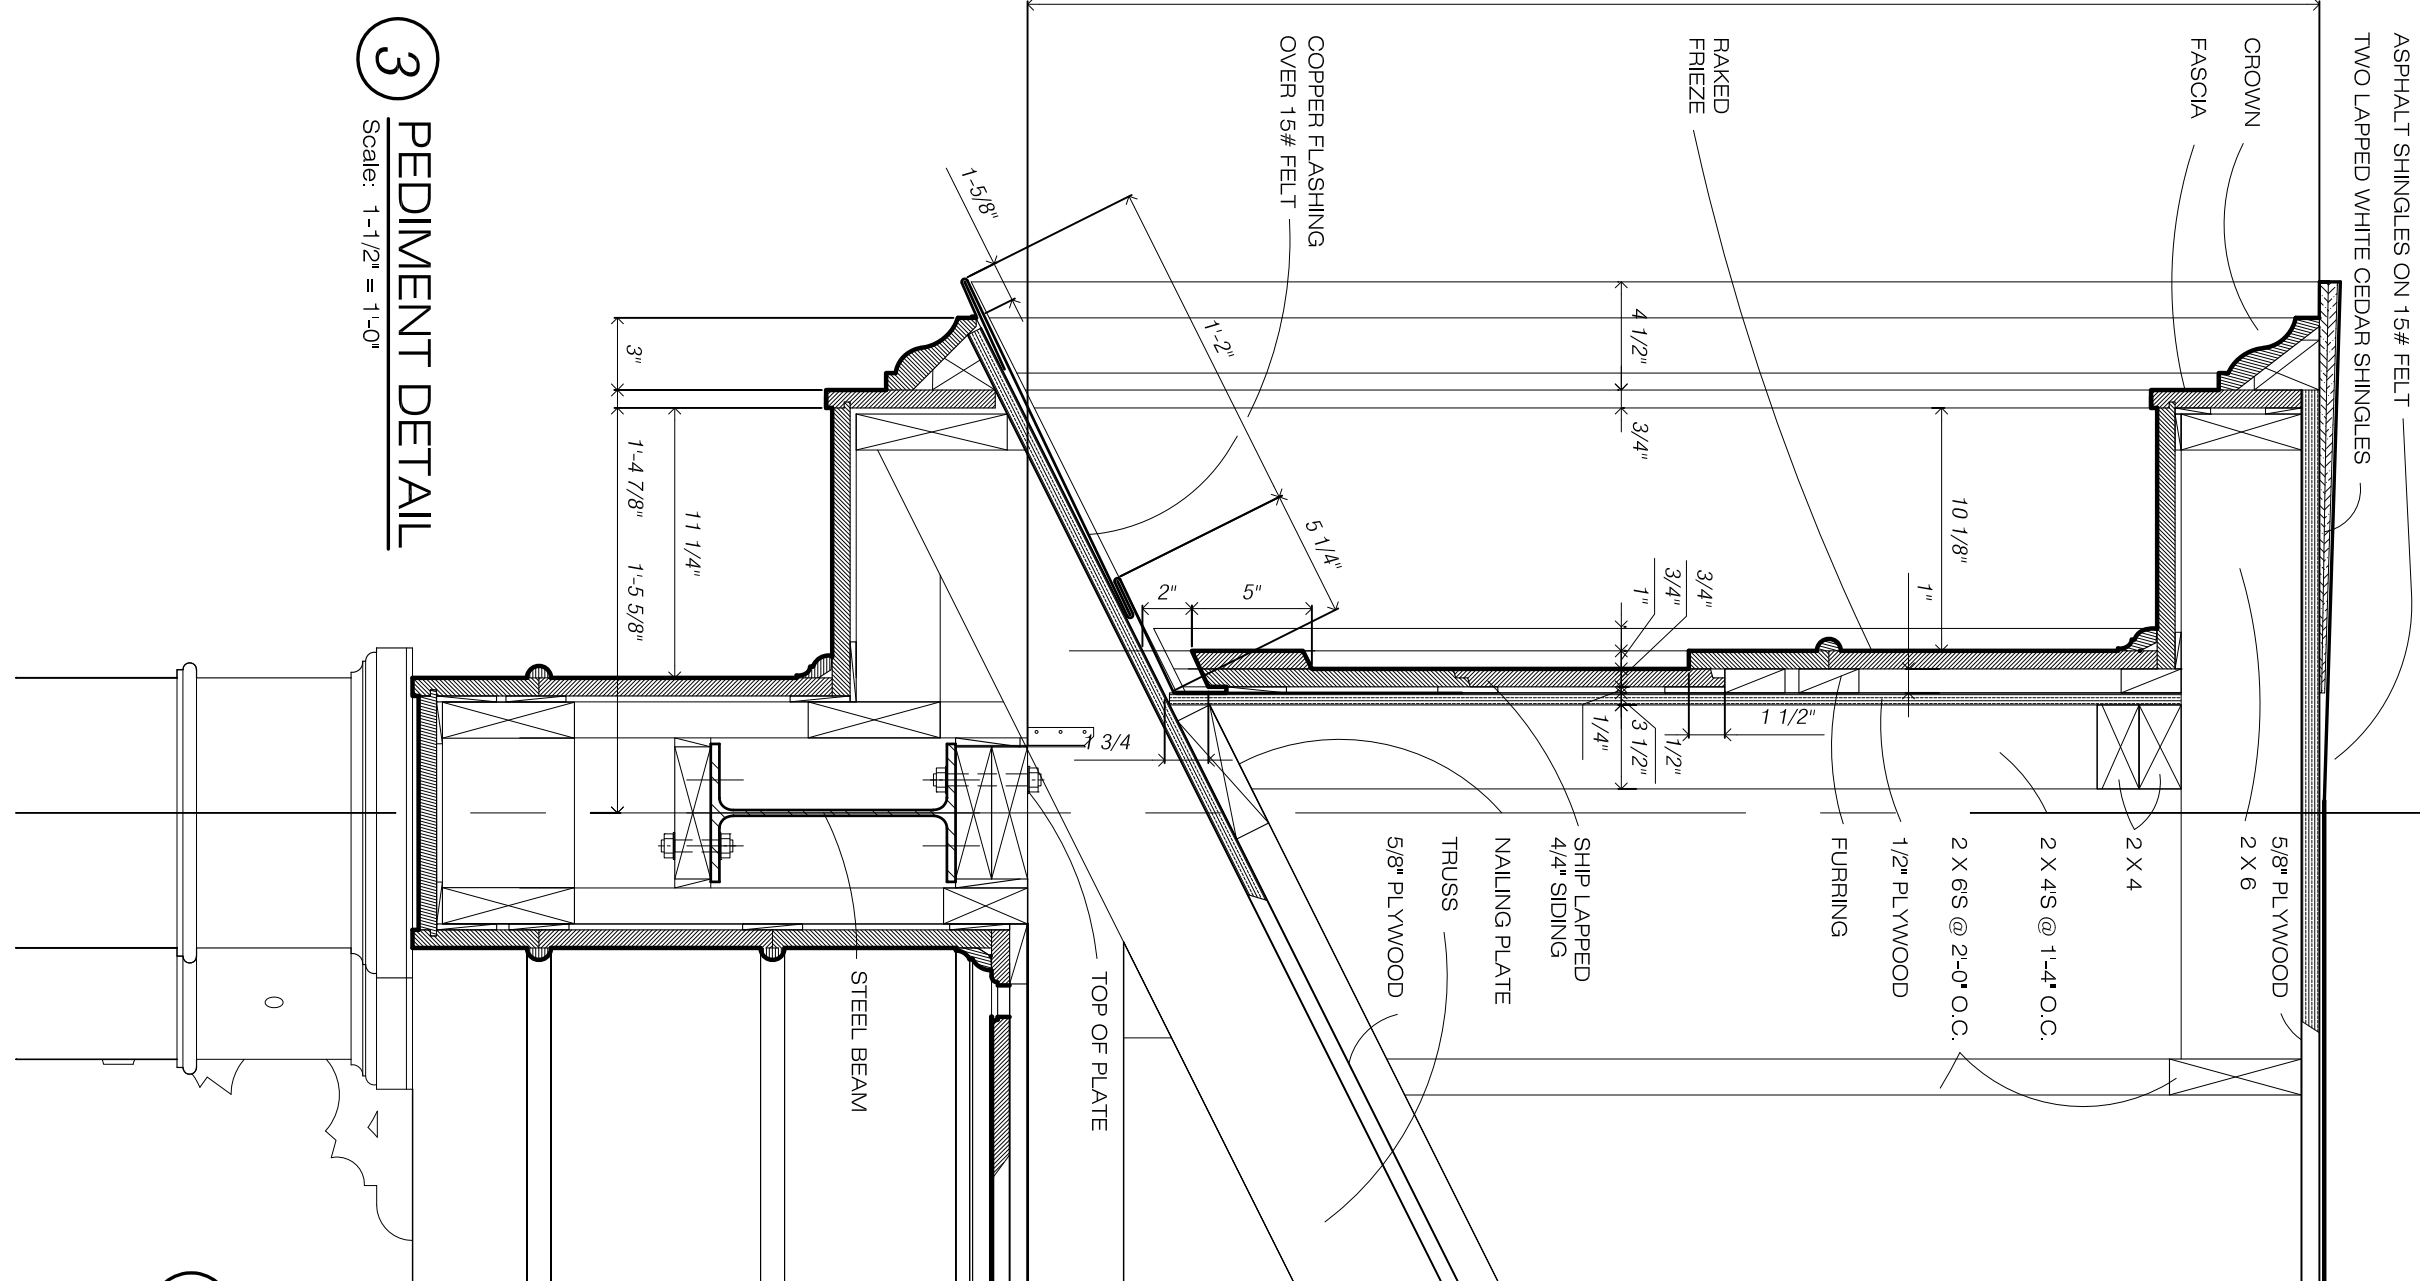 ASPHALT SHINGLES ON 15# FELT
TWO LAPPED WHITE CEDAR SHINGLES
CROWN
FASCIA
RAKED
FRIEZE
COPPER FLASHING
OVER 15# FELT
1-5/8"
1'-2"
5 1/4"
4 1/2"
3/4"
10 1/8"
1"
3/4"
3/4"
1"
2"
5"
1 1/2"
1/2"
3 1/2"
1/4"
1 3/4
3"
1'-4 7/8"
1'-5 5/8"
11 1/4"
5/8" PLYWOOD
2 X 6
2 X 4
2 X 4'S @ 1'-4" O.C.
2 X 6'S @ 2'-0" O.C.
1/2" PLYWOOD
FURRING
SHIP LAPPED
4/4" SIDING
NAILING PLATE
TRUSS
5/8" PLYWOOD
TOP OF PLATE
STEEL BEAM
3
PEDIMENT DETAIL
Scale: 1-1/2" = 1'-0"